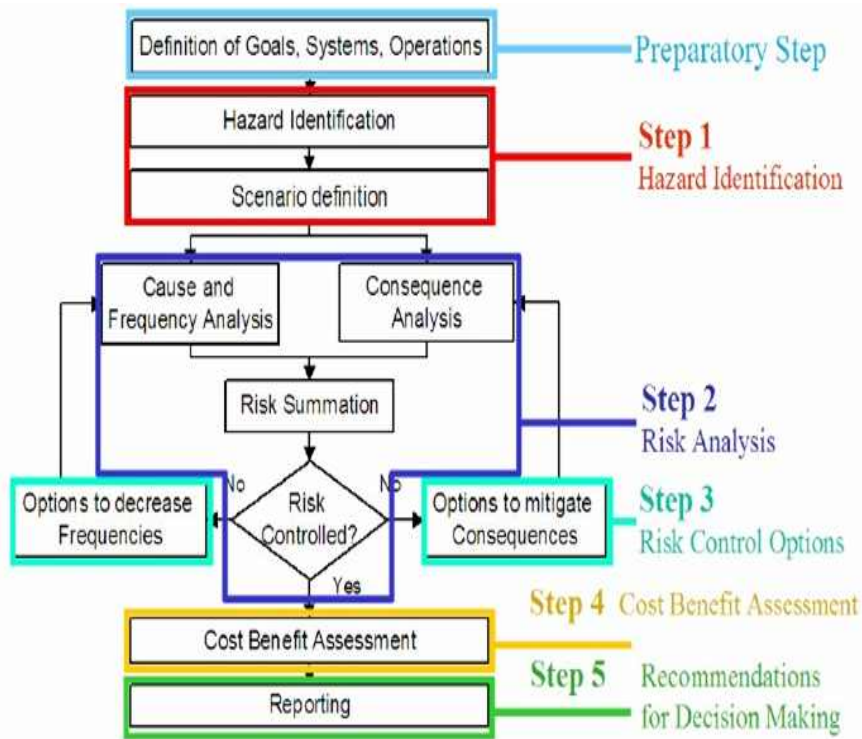 Definition of Goals, Systems, Operations
Preparatory Step
Hazard Identification
Scenario definition
Step 1
Hazard Identification
Cause and
Frequency Analysis
Consequence
Analysis
Risk Summation
Step 2
Risk Analysis
No
No
Options to decrease
Frequencies
Risk
Controlled?
Options to mitigate
Consequences
Step 3
Risk Control Options
Yes
Step 4 Cost Benefit Assessment
Cost Benefit Assessment
Step 5 Recommendations
for Decision Making
Reporting